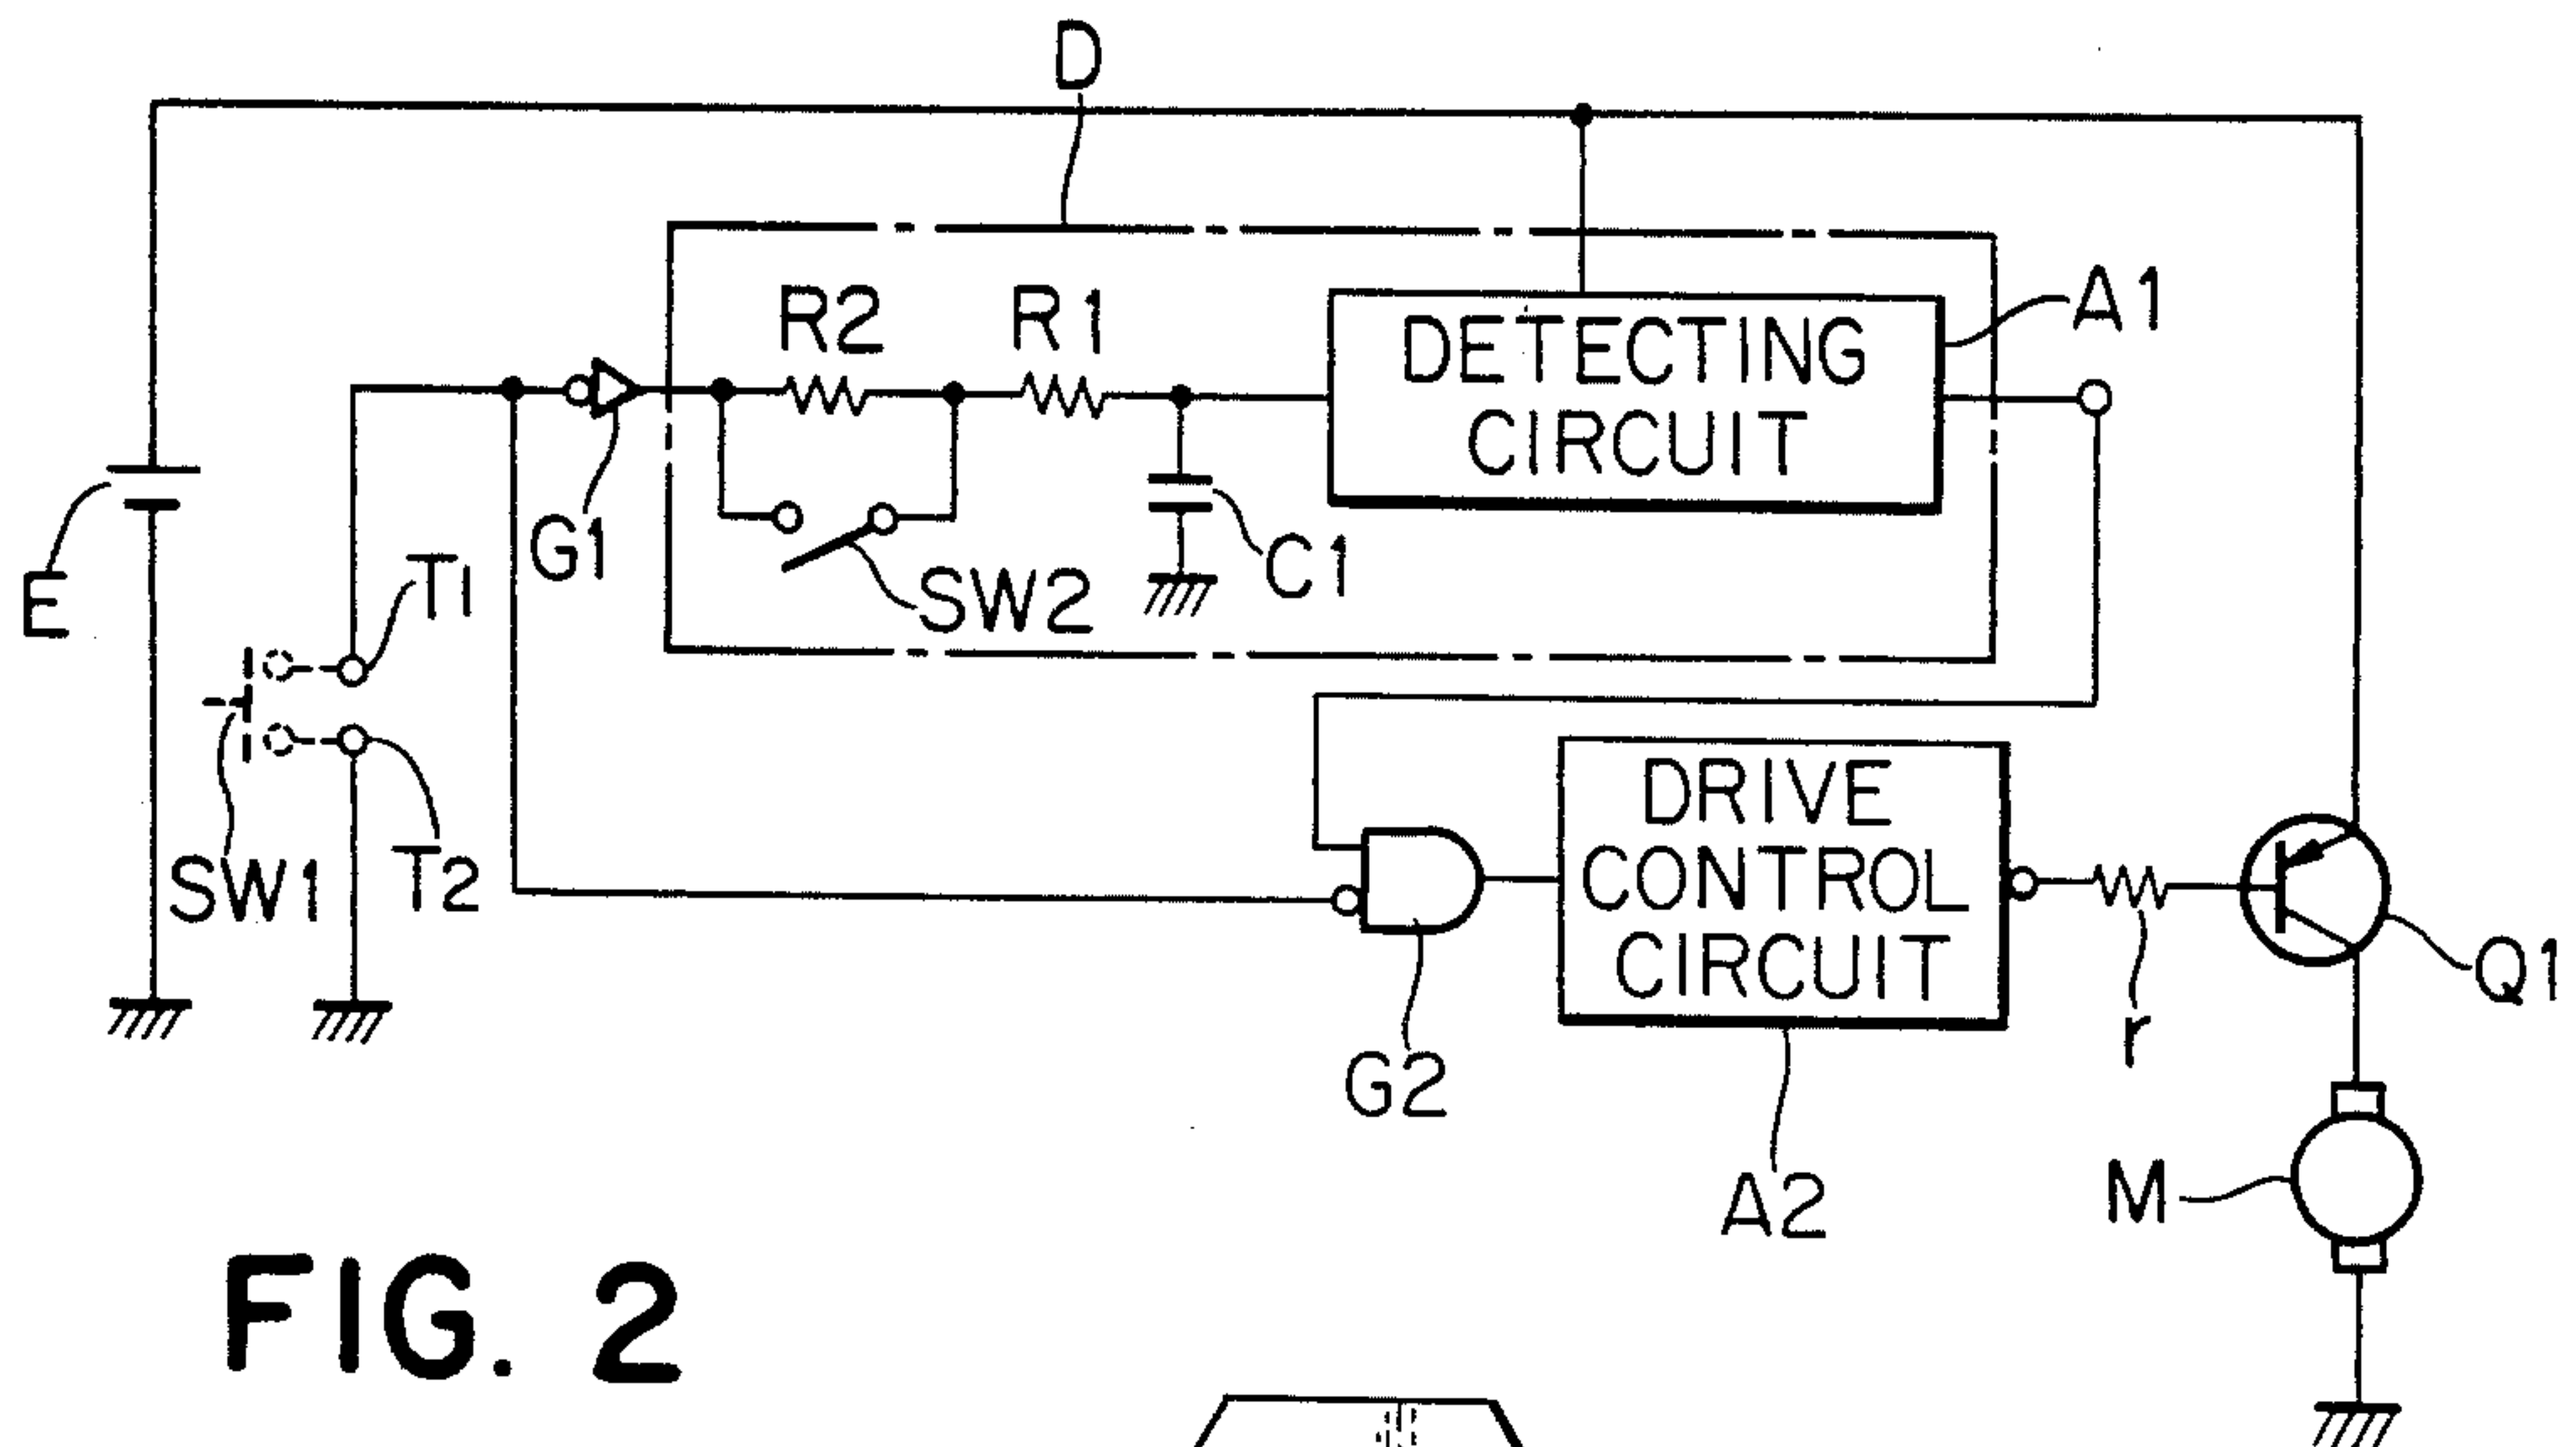 D
R2
R1
A1
DETECTING
CIRCUIT
G1
SW2
C1
E
T1
T2
SW1
DRIVE
CONTROL
CIRCUIT
Q1
r
G2
A2
M
FIG. 2